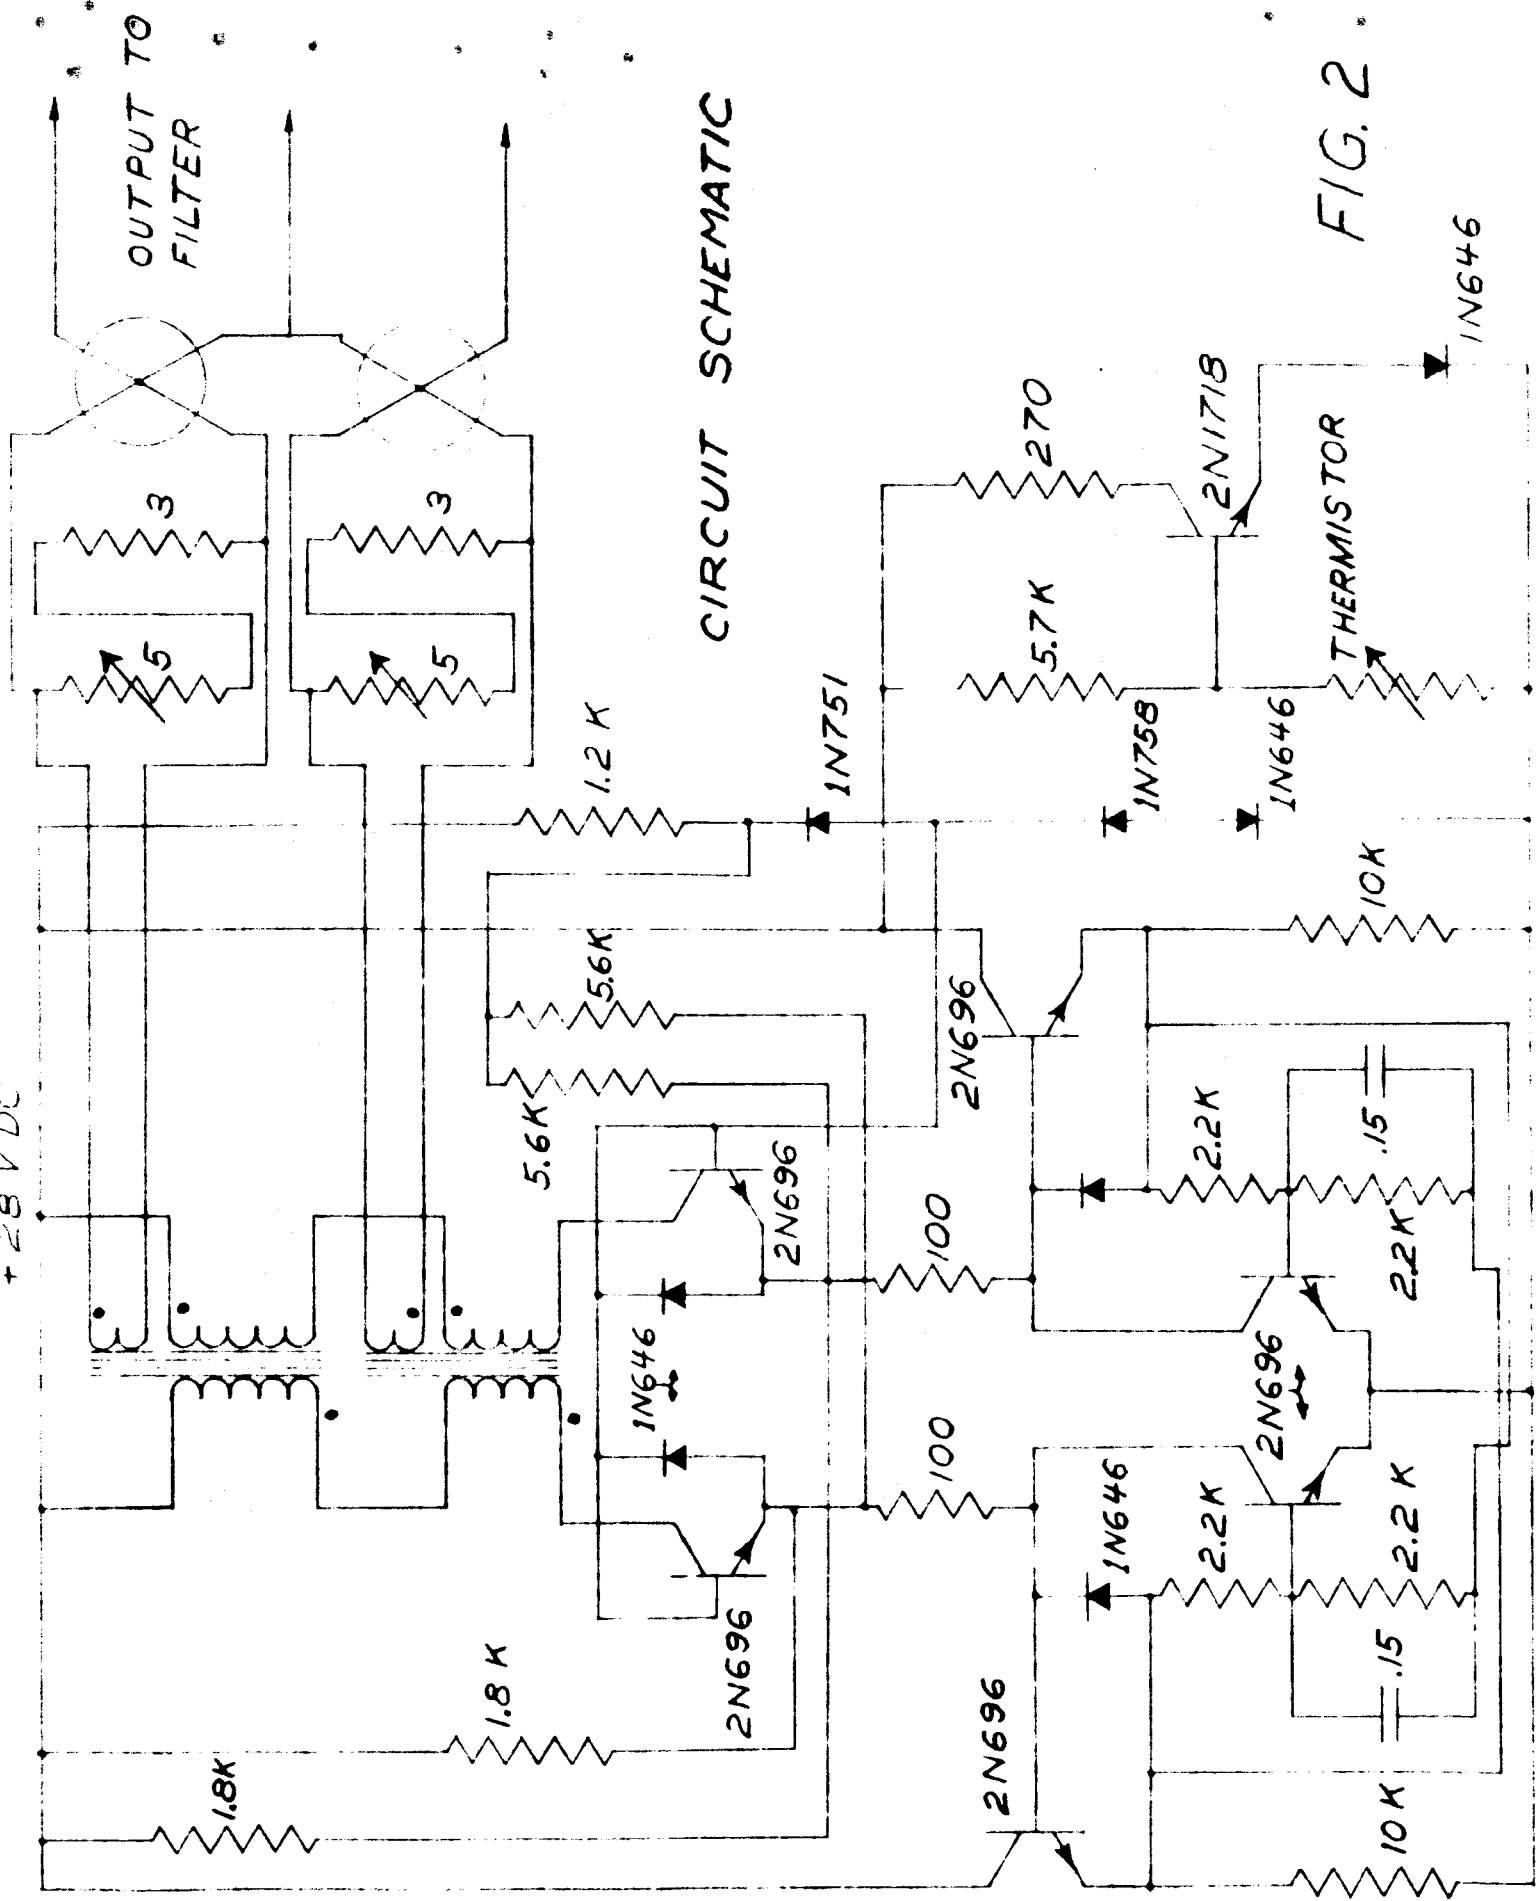 +28 V DC
OUTPUT TO
FILTER
3
5
3
5
CIRCUIT SCHEMATIC
FIG. 2
1.2 K
1N751
270
5.7K
2N1718
1N646
THERMISTOR
1N758
1N646
10K
5.6K
5.6K
2N696
2N696
2.2K
.15
2.2K
100
1N646
2N696
100
1N646
2.2K
2.2 K
.15
2N696
1.8 K
1.8K
2N696
10 K